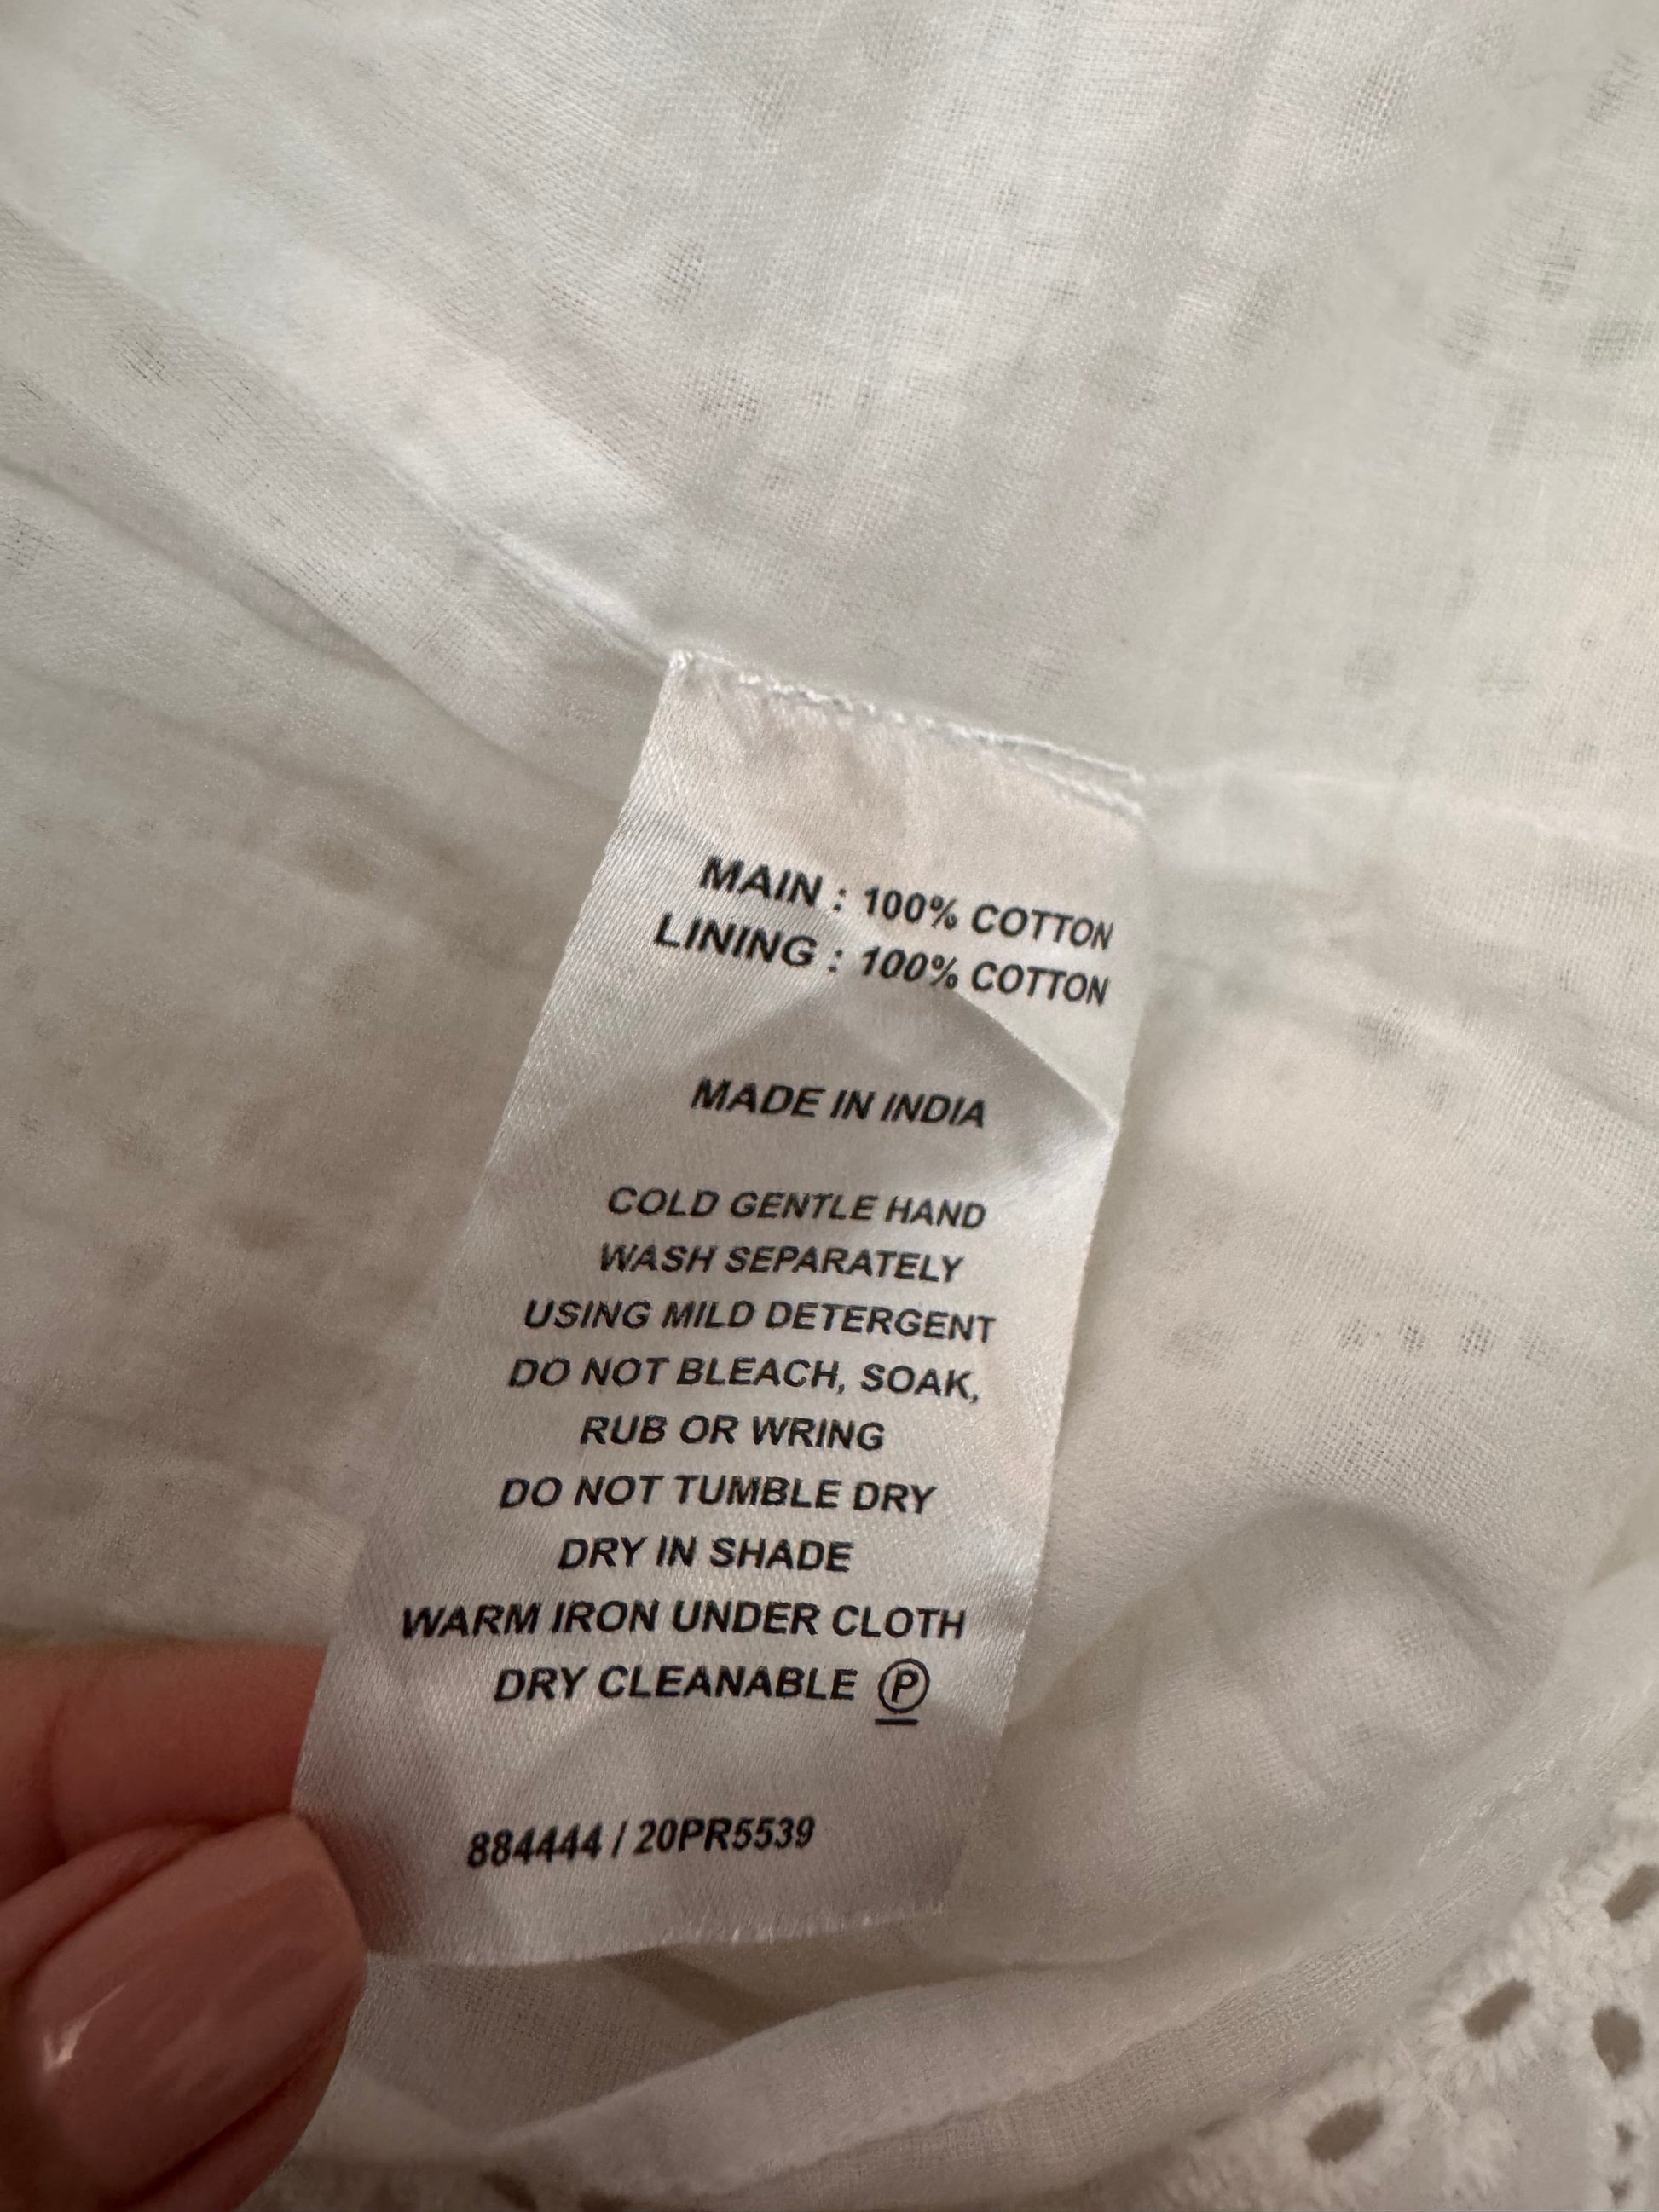 MAIN : 100% COTTON
LINING : 100% COTTON
MADE IN INDIA
COLD GENTLE HAND
WASH SEPARATELY
USING MILD DETERGENT
DO NOT BLEACH, SOAK,
RUB OR WRING
DO NOT TUMBLE DRY
DRY IN SHADE
WARM IRON UNDER CLOTH
DRY CLEANABLE P
884444 / 20PR5539